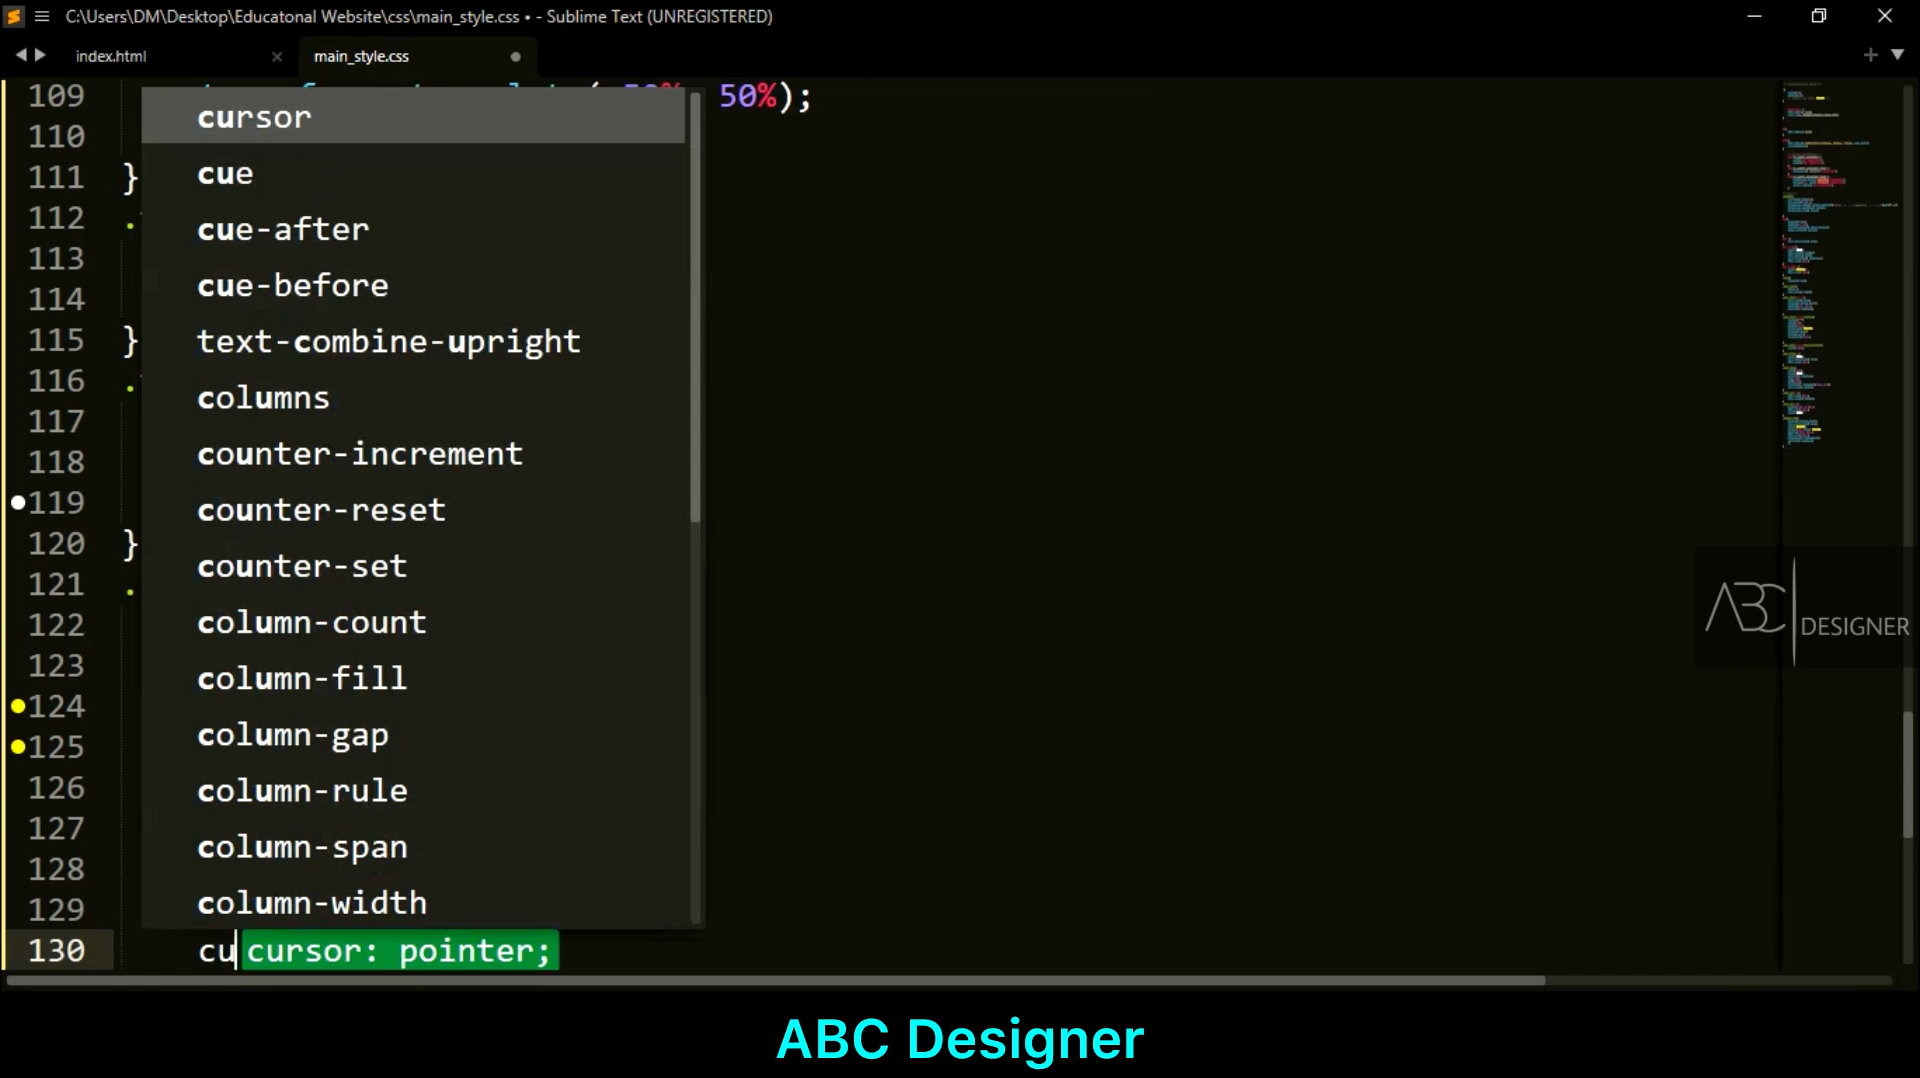 C:\Users\DM\Desktop\Educatonal Website\css\main_style.css • - Sublime Text (UNREGISTERED)
index.html
main_style.css
109 50%);
110
111 }
112 .
113
114
115 }
116 .
117
118
119
120 }
121 .
122
123
124
125
126
127
128
129
130 cu cursor: pointer;
cursor
cue
cue-after
cue-before
text-combine-upright
columns
counter-increment
counter-reset
counter-set
column-count
column-fill
column-gap
column-rule
column-span
column-width
ABC DESIGNER
ABC Designer